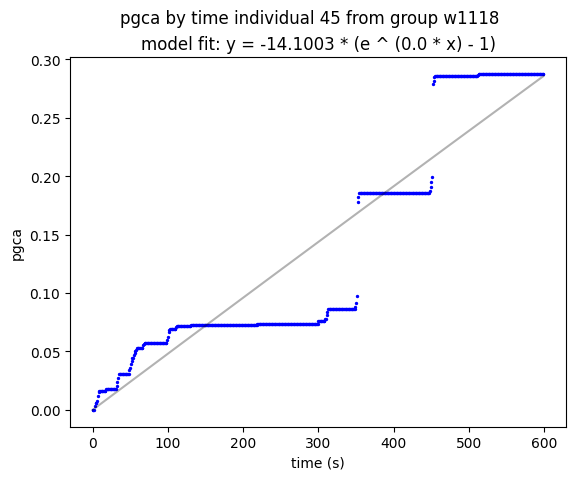 pgca by time individual 45 from group w1118
model fit: y = -14.1003 * (e ^ (0.0 * x) - 1)
0.30
0.25
0.20
0.15
0.10
0.05
0.00
pgca
0 100 200 300 400 500 600
time (s)